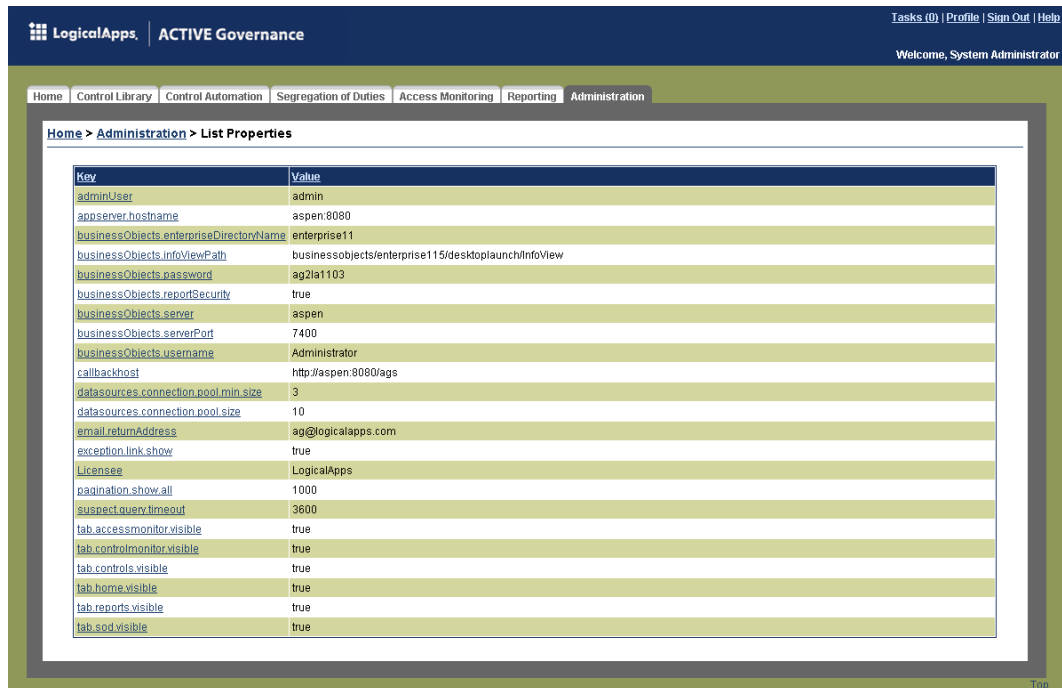 Tasks (0) | Profile | Sign Out | Help
LogicalApps. ACTIVE Governance
Welcome, System Administrator
Home Control Library Control Automation Segregation of Duties Access Monitoring Reporting Administration
Home > Administration > List Properties
Key Value
adminUser admin
appserver.hostname aspen:8080
businessObjects.enterpriseDirectoryName enterprise11
businessObjects.infoViewPath businessobjects/enterprise115/desktoplaunch/InfoView
businessObjects.password ag2la1103
businessObjects.reportSecurity true
businessObjects.server aspen
businessObjects.serverPort 7400
businessObjects.username Administrator
callbackhost http://aspen:8080/ags
datasources.connection.pool.min.size 3
datasources.connection.pool.size 10
email.returnAddress ag@logicalapps.com
exception.link.show true
Licensee LogicalApps
pagination.show.all 1000
suspect.query.timeout 3600
tab.accessmonitor.visible true
tab.controlmonitor.visible true
tab.controls.visible true
tab.home.visible true
tab.reports.visible true
tab.sod.visible true
Top